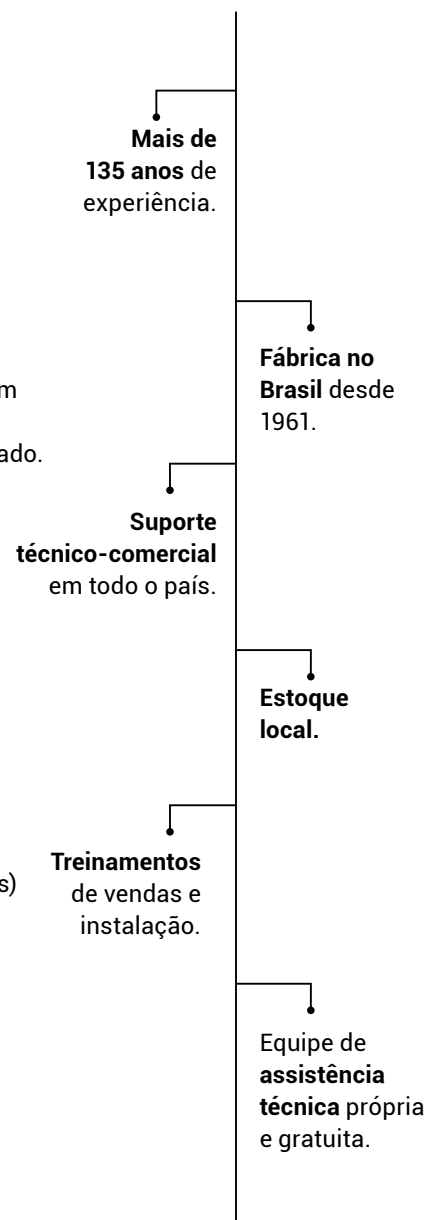 Mais de
135 anos de
experiência.
Fábrica no
Brasil desde
1961.
Suporte
técnico-comercial
em todo o país.
Estoque
local.
Treinamentos
de vendas e
instalação.
Equipe de
assistência
técnica própria
e gratuita.